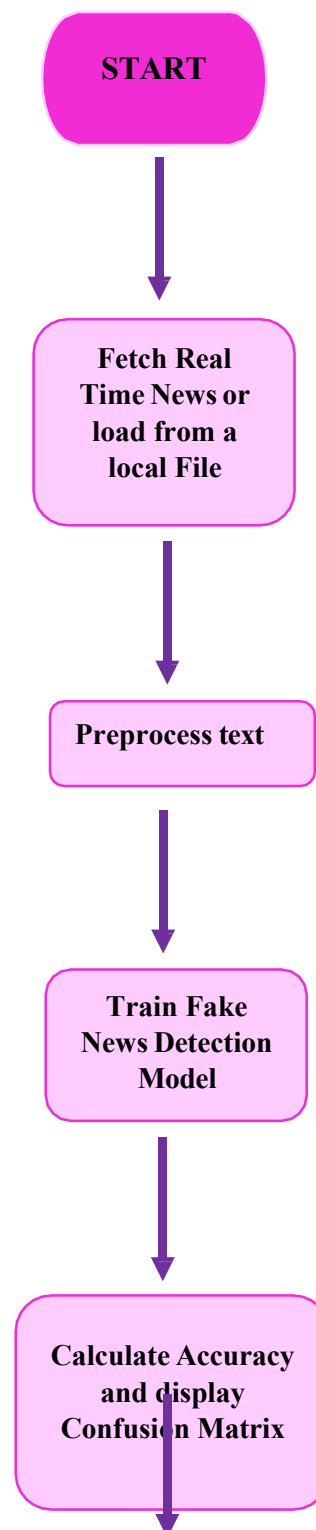 START
Fetch Real
Time News or
load from a
local File
Preprocess text
Train Fake
News Detection
Model
Calculate Accuracy
and display
Confusion Matrix